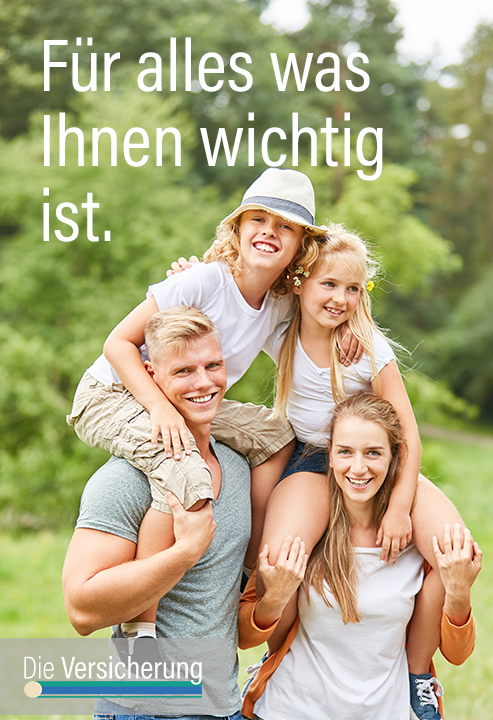 Für alles was
Ihnen wichtig
ist.
Die Versicherung